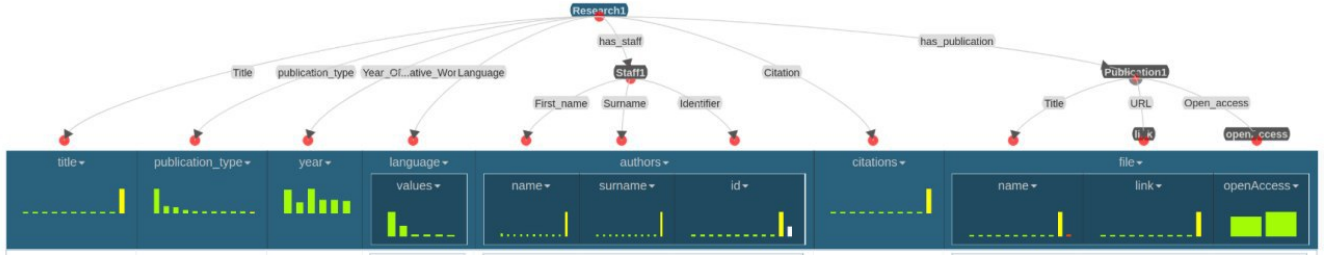 Research1
has_staff
has_publication
Title publication_type Year_Of...ative_Wor Language Staff1 Citation Publication1
First_name Surname Identifier Title URL Open_access
link openAccess
title publication_type year language authors citations file
values name surname id name link openAccess